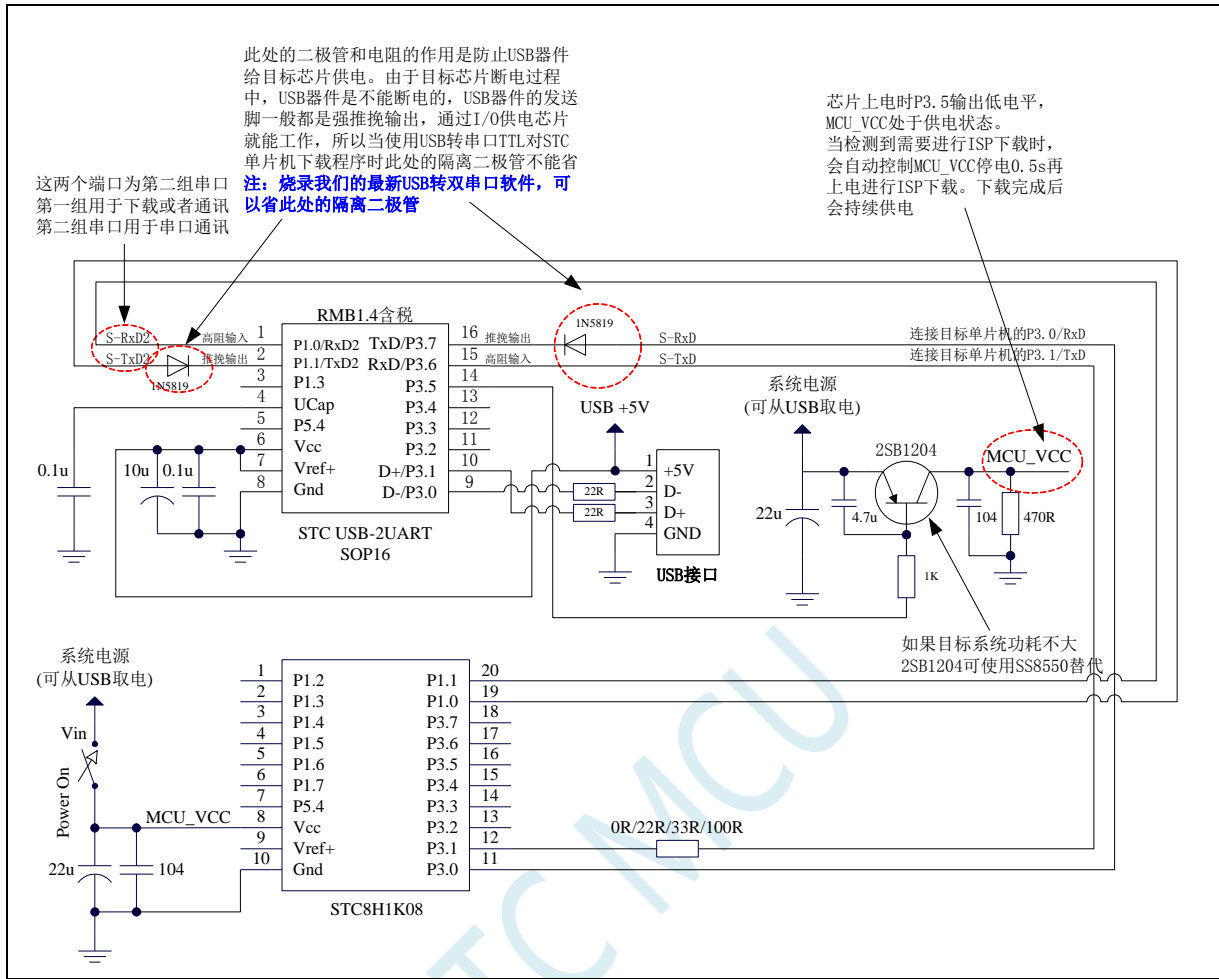 此处的二极管和电阻的作用是防止USB器件
给目标芯片供电。由于目标芯片断电过程
中，USB器件是不能断电的，USB器件的发送
脚一般都是强推挽输出，通过I/O供电芯片
就能工作，所以当使用USB转串口TTL对STC
单片机下载程序时此处的隔离二极管不能省
注：烧录我们的最新USB转双串口软件，可
以省此处的隔离二极管
芯片上电时P3.5输出低电平，
MCU_VCC处于供电状态。
当检测到需要进行ISP下载时，
会自动控制MCU_VCC停电0.5s再
上电进行ISP下载。下载完成后
会持续供电
这两个端口为第二组串口
第一组用于下载或者通讯
第二组串口用于串口通讯
RMB1.4含税
S-RxD2 高阻输入 1 P1.0/RxD2 TxD/P3.7 16 推挽输出 1N5819 S-RxD 连接目标单片机的P3.0/RxD
S-TxD2 推挽输出 2 P1.1/TxD2 RxD/P3.6 15 高阻输入 S-TxD 连接目标单片机的P3.1/TxD
1N5819 3 P1.3 P3.5 14
4 UCap P3.4 13
5 P5.4 P3.3 12
6 Vcc P3.2 11
7 Vref+ D+/P3.1 10
8 Gnd D-/P3.0 9
0.1u 10u 0.1u
STC USB-2UART
SOP16
USB +5V
1 +5V
22R 2 D-
22R 3 D+
4 GND
USB接口
系统电源
(可从USB取电)
2SB1204
MCU_VCC
22u 4.7u 104 470R
1K
如果目标系统功耗不大
2SB1204可使用SS8550替代
系统电源
(可从USB取电)
Vin
Power On
MCU_VCC
22u 104
1 P1.2 P1.1 20
2 P1.3 P1.0 19
3 P1.4 P3.7 18
4 P1.5 P3.6 17
5 P1.6 P3.5 16
6 P1.7 P3.4 15
7 P5.4 P3.3 14
8 Vcc P3.2 13
9 Vref+ P3.1 12
10 Gnd P3.0 11
0R/22R/33R/100R
STC8H1K08
STC MCU